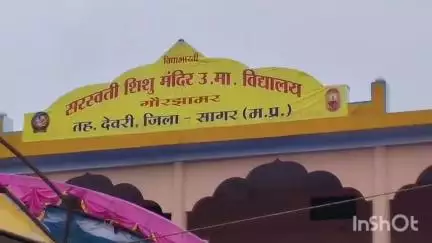 विद्याभारती
सरस्वती शिशु मंदिर उ.मा. विद्यालय
गौरझामर
तह. देवरी, जिला - सागर (म.प्र.)
InShOt